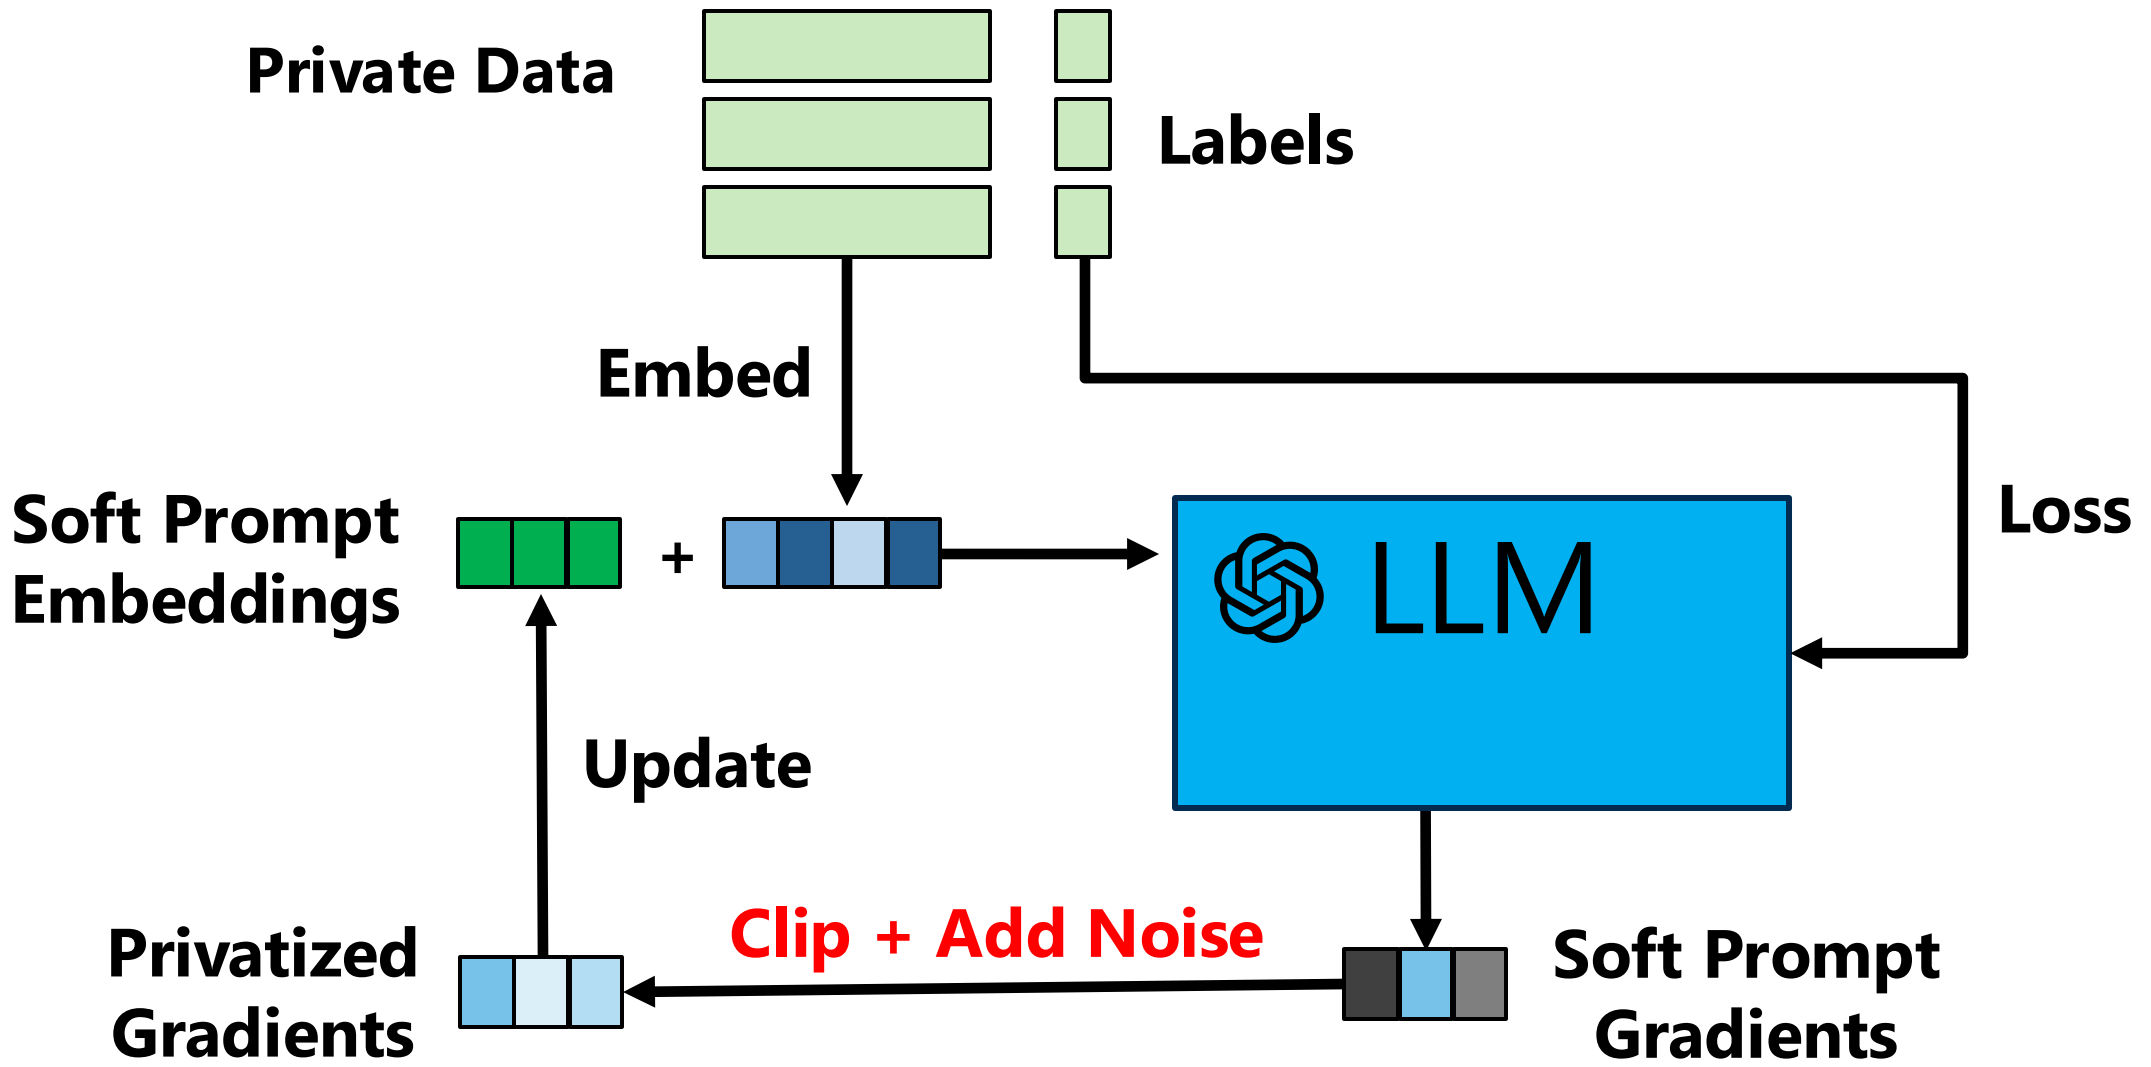 Private Data
Labels
Embed
Soft Prompt
Embeddings
+
LLM
Loss
Update
Clip + Add Noise
Privatized
Gradients
Soft Prompt
Gradients